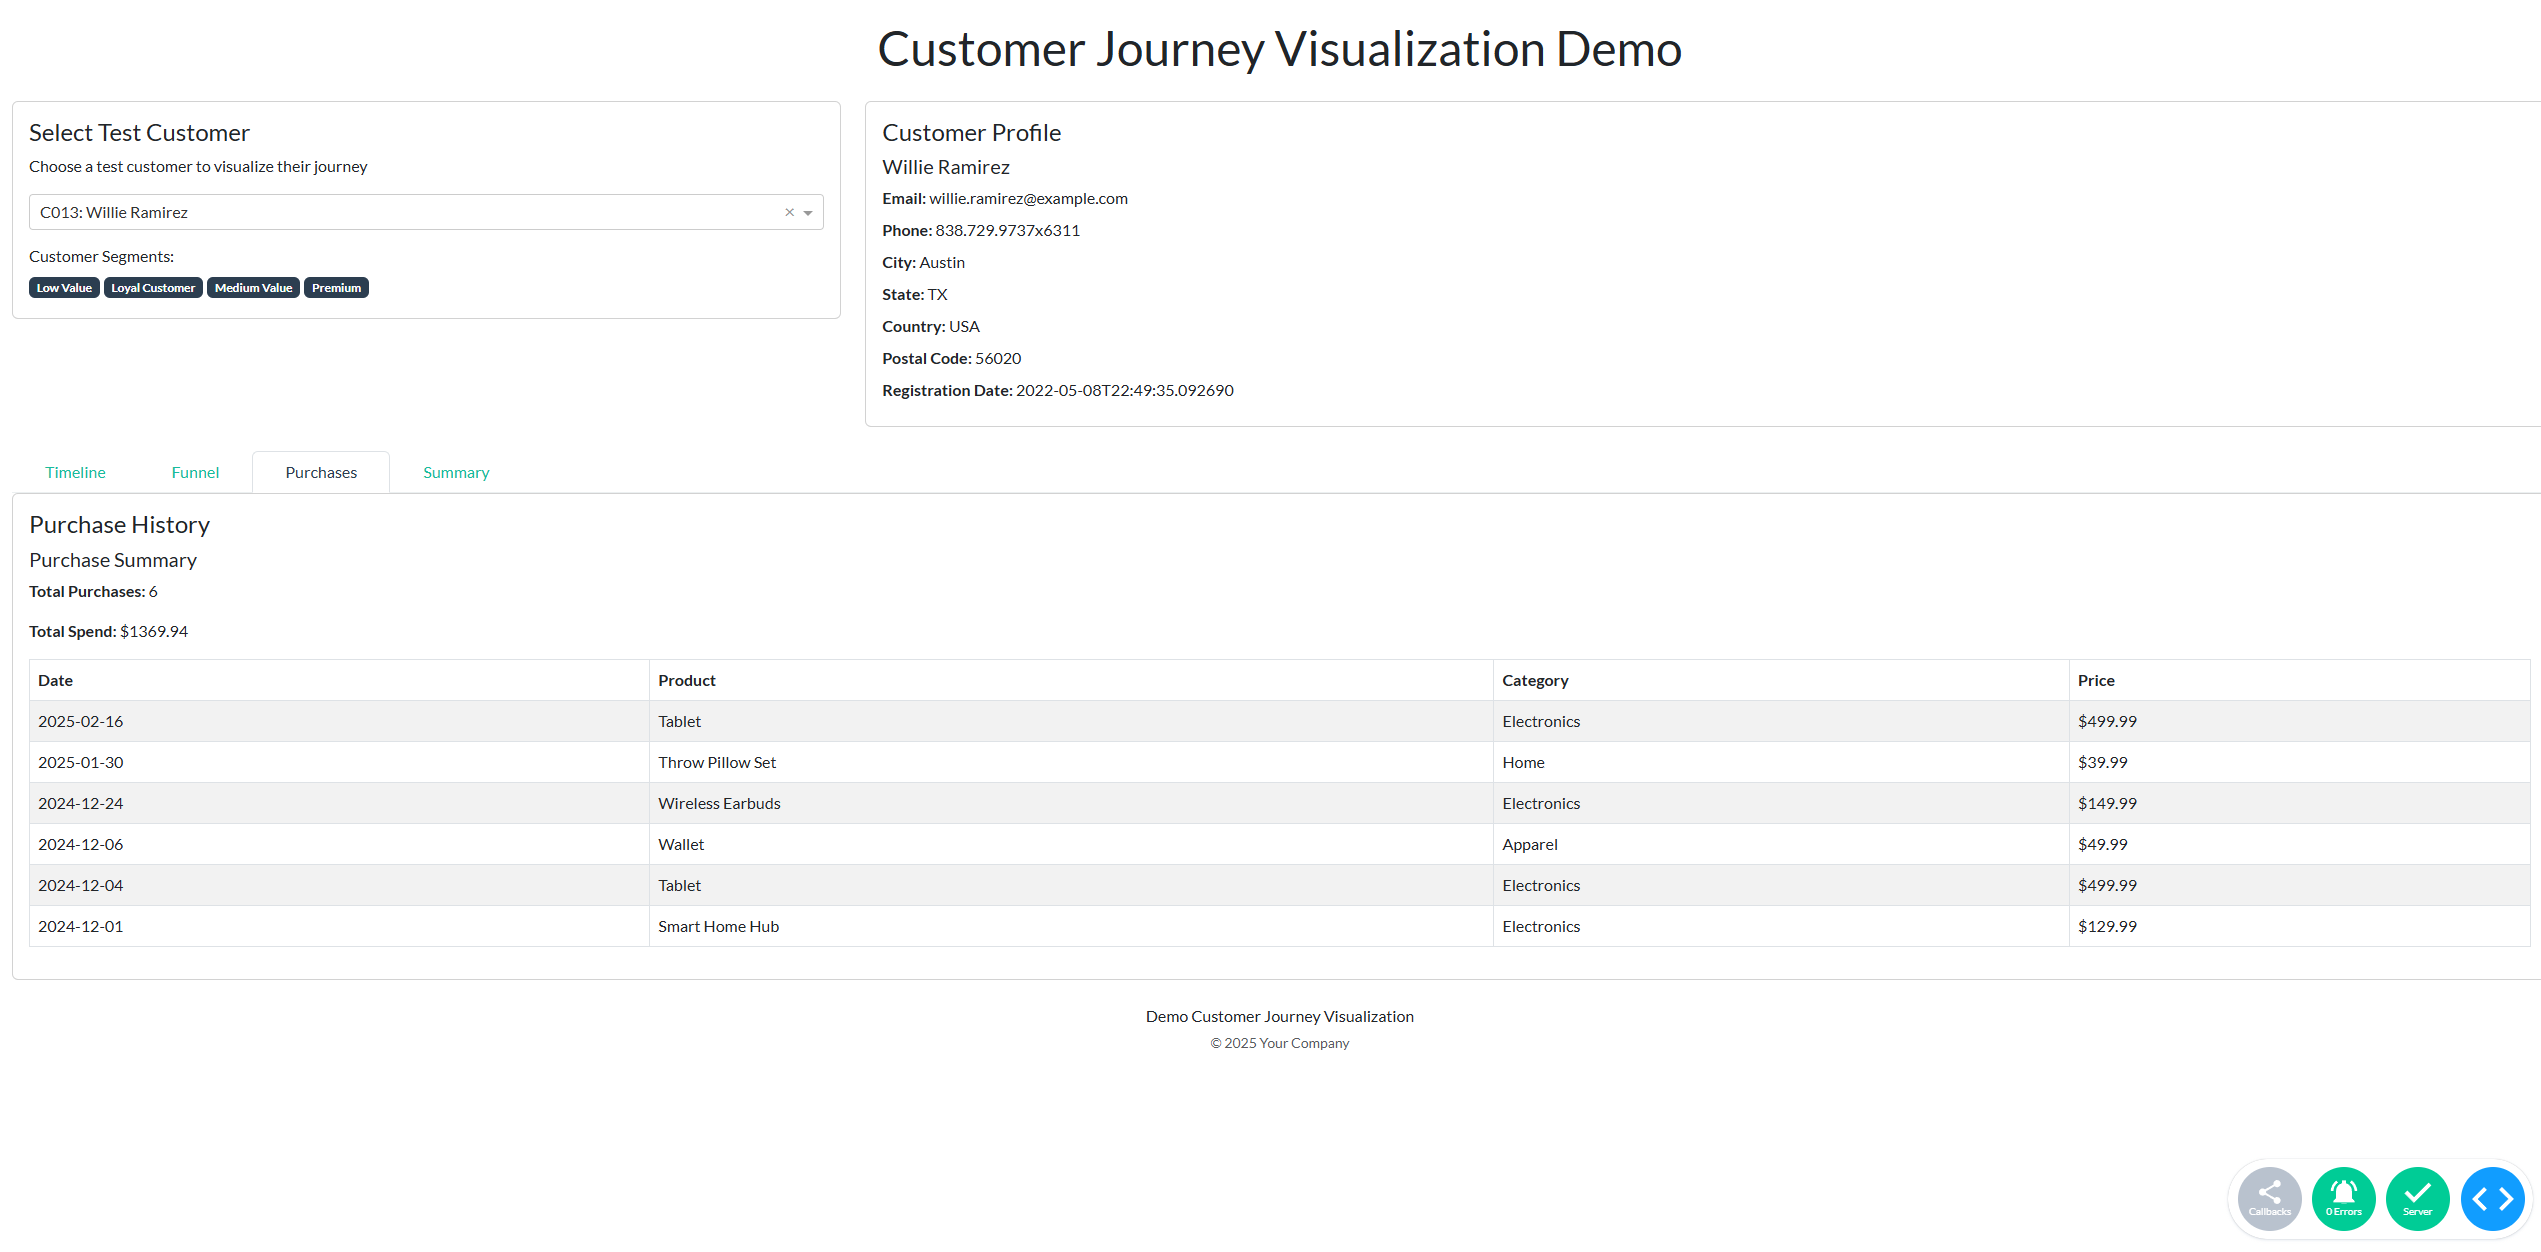 Customer Journey Visualization Demo
Select Test Customer
Choose a test customer to visualize their journey
C013: Willie Ramirez
Customer Segments:
Low Value Loyal Customer Medium Value Premium
Customer Profile
Willie Ramirez
Email: willie.ramirez@example.com
Phone: 838.729.9737x6311
City: Austin
State: TX
Country: USA
Postal Code: 56020
Registration Date: 2022-05-08T22:49:35.092690
Timeline Funnel Purchases Summary
Purchase History
Purchase Summary
Total Purchases: 6
Total Spend: $1369.94
Date Product Category Price
2025-02-16 Tablet Electronics $499.99
2025-01-30 Throw Pillow Set Home $39.99
2024-12-24 Wireless Earbuds Electronics $149.99
2024-12-06 Wallet Apparel $49.99
2024-12-04 Tablet Electronics $499.99
2024-12-01 Smart Home Hub Electronics $129.99
Demo Customer Journey Visualization
© 2025 Your Company
Callbacks 0 Errors Server